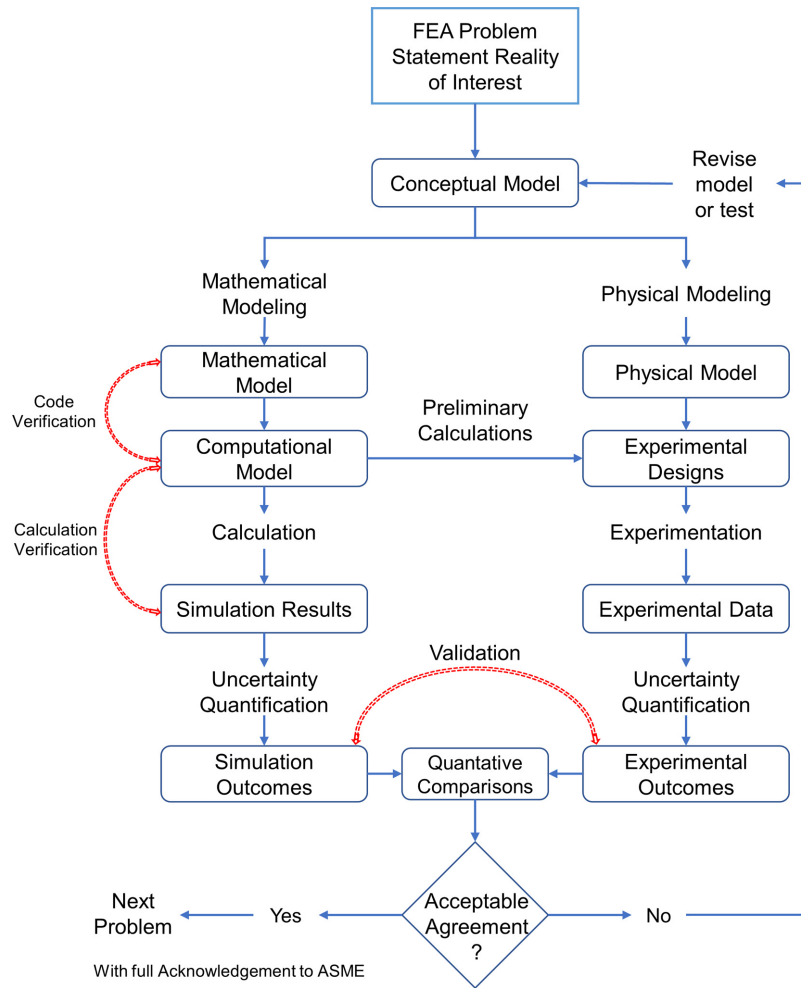 FEA Problem
Statement Reality
of Interest
Conceptual Model
Revise
model
or test
Mathematical
Modeling
Physical Modeling
Mathematical
Model
Physical Model
Code
Verification
Preliminary
Calculations
Computational
Model
Experimental
Designs
Calculation
Verification
Calculation
Experimentation
Simulation Results
Experimental Data
Validation
Uncertainty
Quantification
Uncertainty
Quantification
Simulation
Outcomes
Quantative
Comparisons
Experimental
Outcomes
Acceptable
Agreement
?
Next
Problem
Yes
No
With full Acknowledgement to ASME